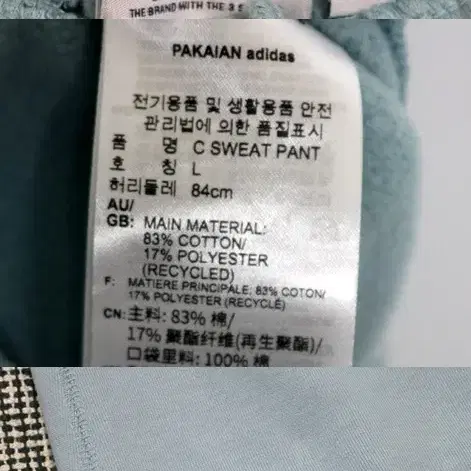 THE BRAND WITH THE 3 S
PAKAIAN adidas
전기용품 및 생활용품 안전
관리법에 의한 품질표시
품 명 C SWEAT PANT
호 칭 L
허리둘레 84cm
AU/
GB: MAIN MATERIAL:
83% COTTON/
17% POLYESTER
(RECYCLED)
F: MATIERE PRINCIPALE: 83% COTON/
17% POLYESTER (RECYCLÉ)
CN: 主料: 83% 棉/
17% 聚酯纤维(再生聚酯)/
口袋里料: 100% 棉